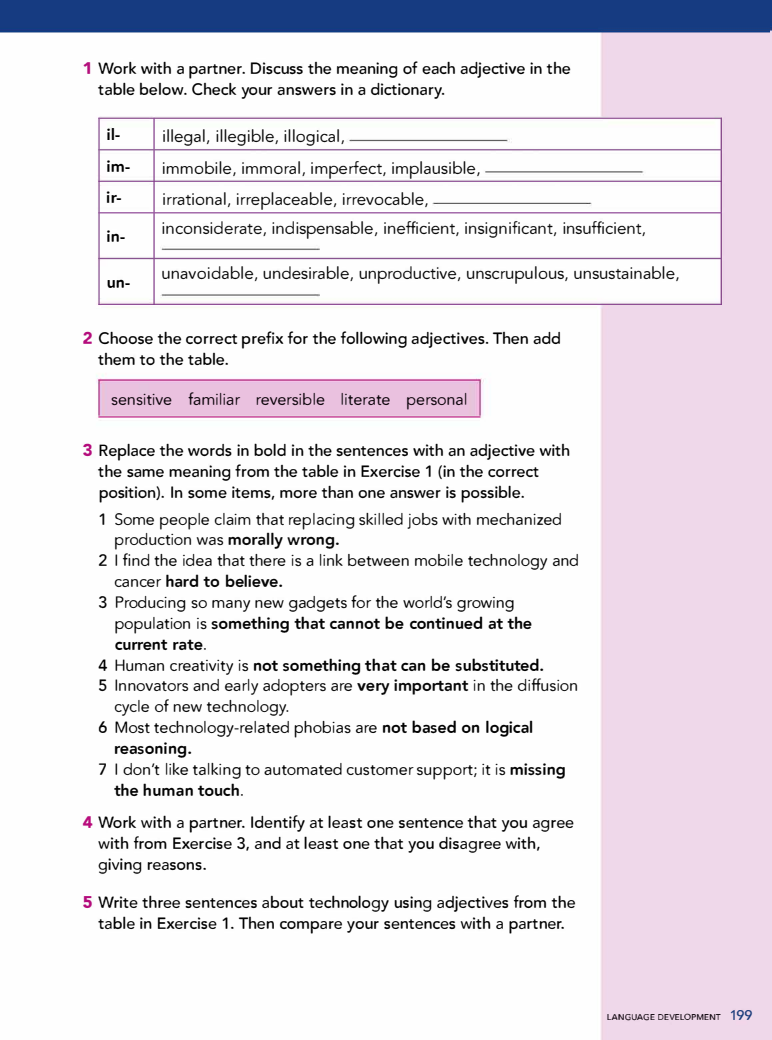 1 Work with a partner. Discuss the meaning of each adjective in the
table below. Check your answers in a dictionary.
il- illegal, illegible, illogical,
im- immobile, immoral, imperfect, implausible,
ir- irrational, irreplaceable, irrevocable,
in- inconsiderate, indispensable, inefficient, insignificant, insufficient,
un- unavoidable, undesirable, unproductive, unscrupulous, unsustainable,
2 Choose the correct prefix for the following adjectives. Then add
them to the table.
sensitive familiar reversible literate personal
3 Replace the words in bold in the sentences with an adjective with
the same meaning from the table in Exercise 1 (in the correct
position). In some items, more than one answer is possible.
1 Some people claim that replacing skilled jobs with mechanized
production was morally wrong.
2 I find the idea that there is a link between mobile technology and
cancer hard to believe.
3 Producing so many new gadgets for the world's growing
population is something that cannot be continued at the
current rate.
4 Human creativity is not something that can be substituted.
5 Innovators and early adopters are very important in the diffusion
cycle of new technology.
6 Most technology-related phobias are not based on logical
reasoning.
7 I don't like talking to automated customer support; it is missing
the human touch.
4 Work with a partner. Identify at least one sentence that you agree
with from Exercise 3, and at least one that you disagree with,
giving reasons.
5 Write three sentences about technology using adjectives from the
table in Exercise 1. Then compare your sentences with a partner.
LANGUAGE DEVELOPMENT 199